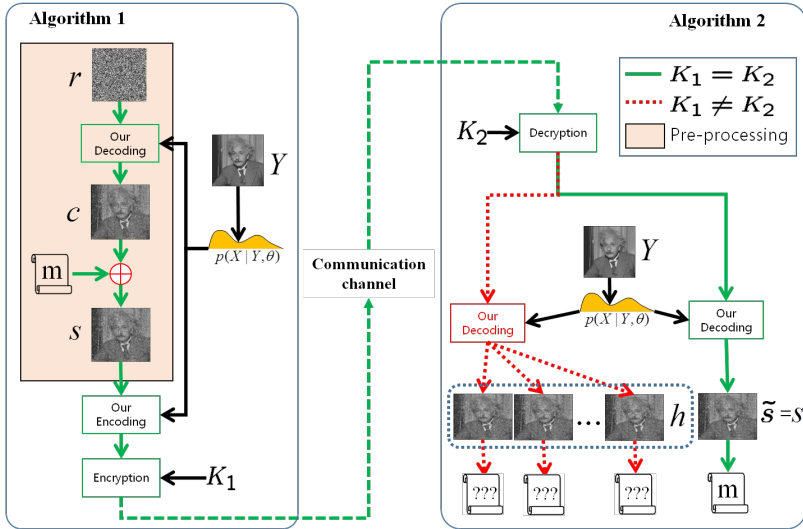 Algorithm 1
r
Our
Decoding
Y
c
p(X | Y, θ)
m
s
Our
Encoding
Encryption
K₁
Communication
channel
Algorithm 2
K₁ = K₂
K₁ ≠ K₂
Pre-processing
K₂
Decryption
Y
p(X | Y, θ)
Our
Decoding
Our
Decoding
...
h
s̃ = s
???
???
???
m